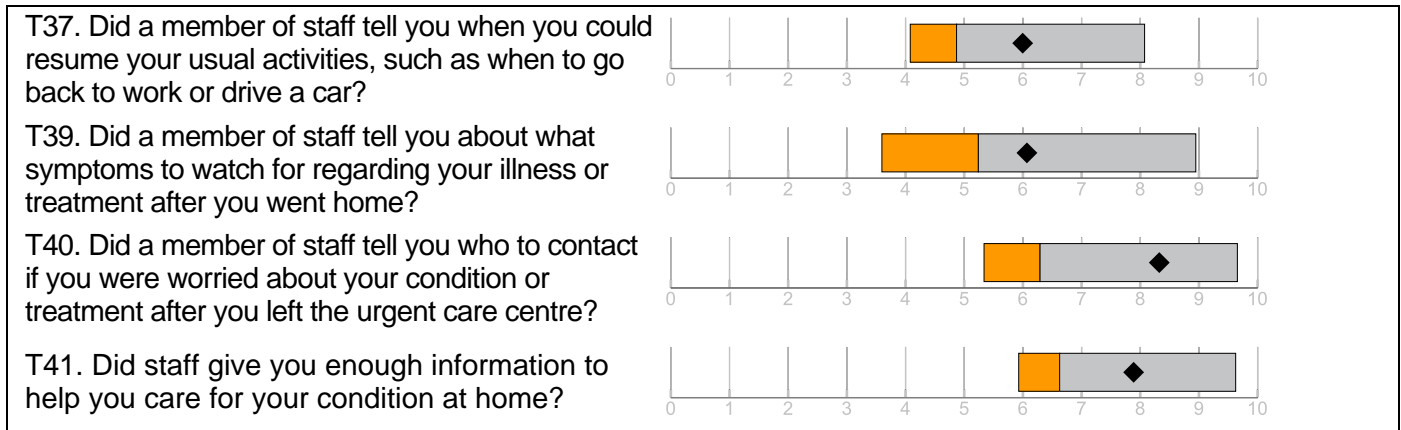 T37. Did a member of staff tell you when you could
resume your usual activities, such as when to go
back to work or drive a car?
0 1 2 3 4 5 6 7 8 9 10
T39. Did a member of staff tell you about what
symptoms to watch for regarding your illness or
treatment after you went home?
0 1 2 3 4 5 6 7 8 9 10
T40. Did a member of staff tell you who to contact
if you were worried about your condition or
treatment after you left the urgent care centre?
0 1 2 3 4 5 6 7 8 9 10
T41. Did staff give you enough information to
help you care for your condition at home?
0 1 2 3 4 5 6 7 8 9 10